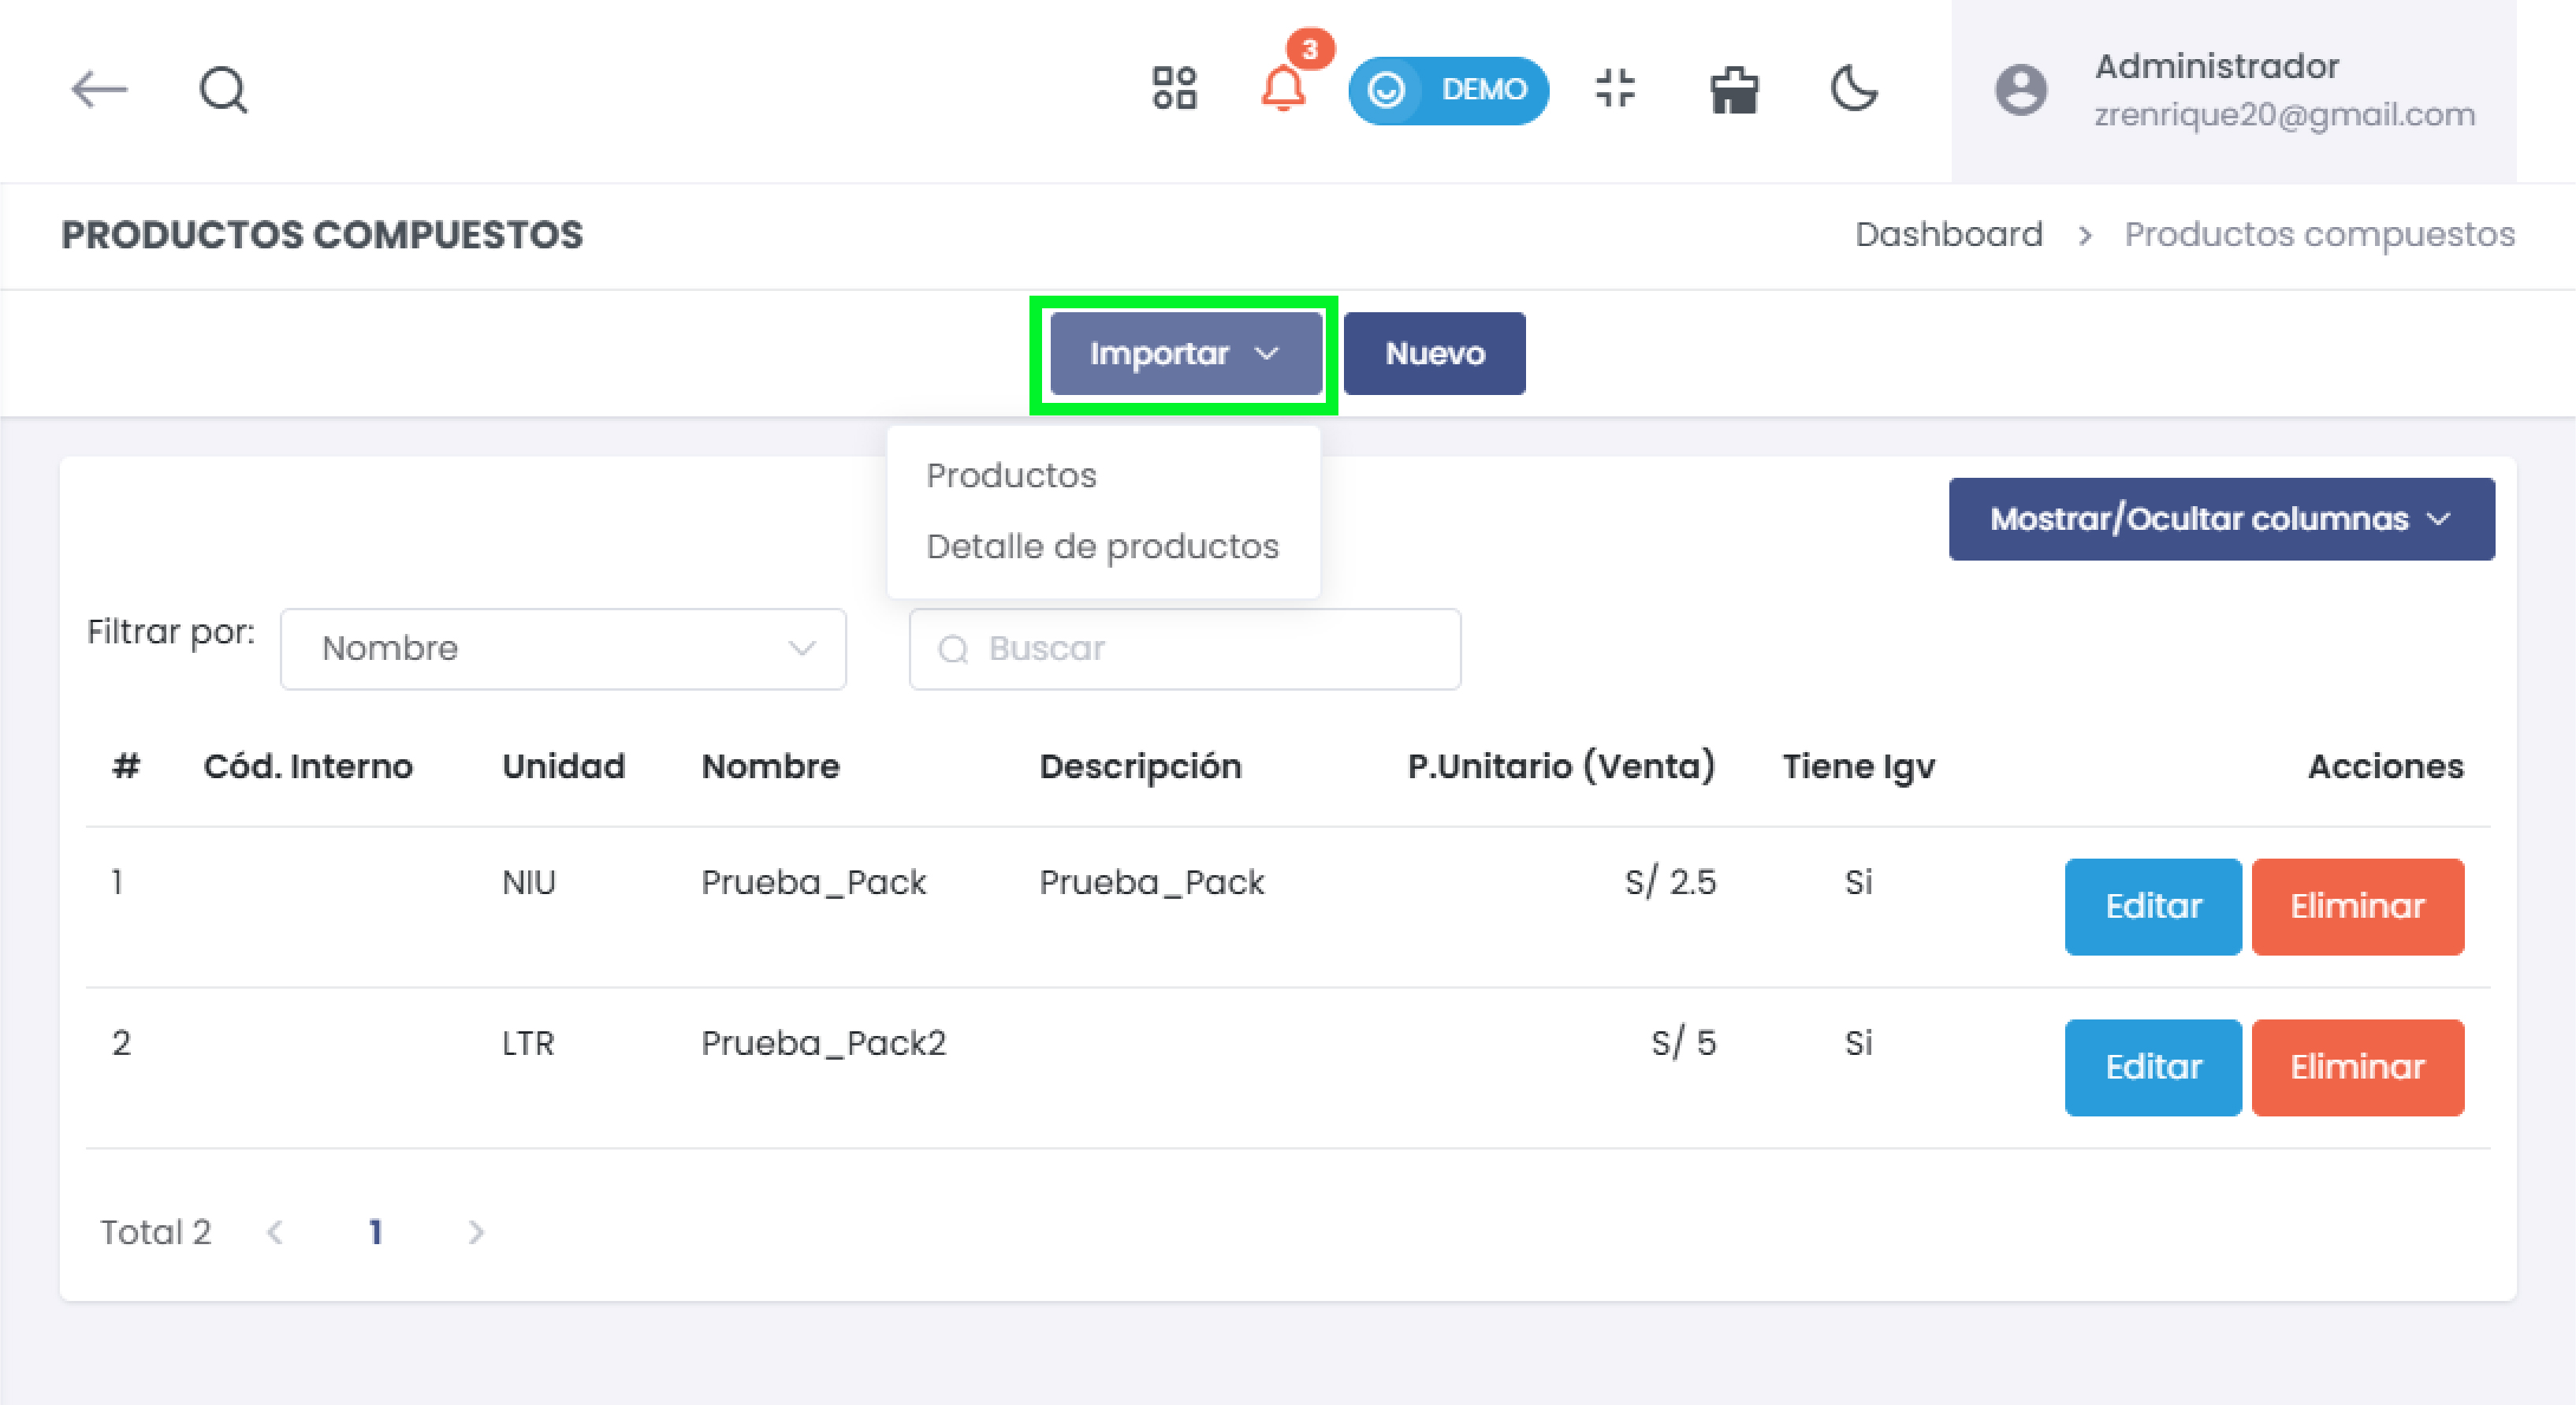 3
DEMO
Administrador
zrenrique20@gmail.com
PRODUCTOS COMPUESTOS
Dashboard > Productos compuestos
Importar
Nuevo
Productos
Detalle de productos
Mostrar/Ocultar columnas
Filtrar por: Nombre Buscar
# Cód. Interno Unidad Nombre Descripción P.Unitario (Venta) Tiene Igv Acciones
1 NIU Prueba_Pack Prueba_Pack S/ 2.5 Si Editar Eliminar
2 LTR Prueba_Pack2 S/ 5 Si Editar Eliminar
Total 2 < 1 >